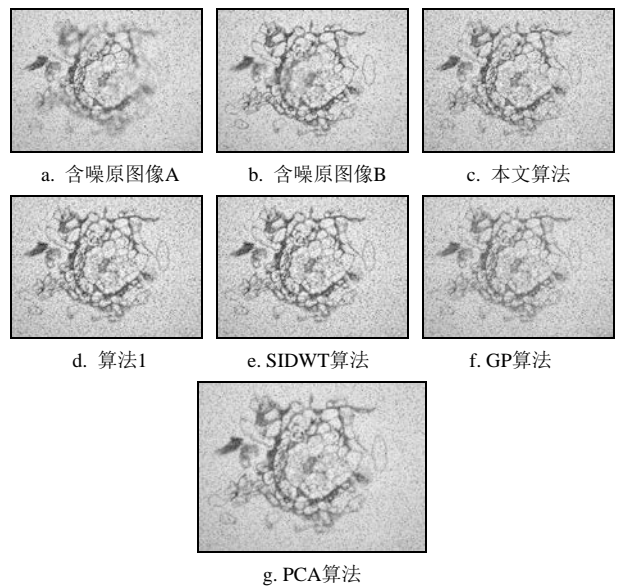 a. 含噪原图像A
b. 含噪原图像B
c. 本文算法
d. 算法1
e. SIDWT算法
f. GP算法
g. PCA算法